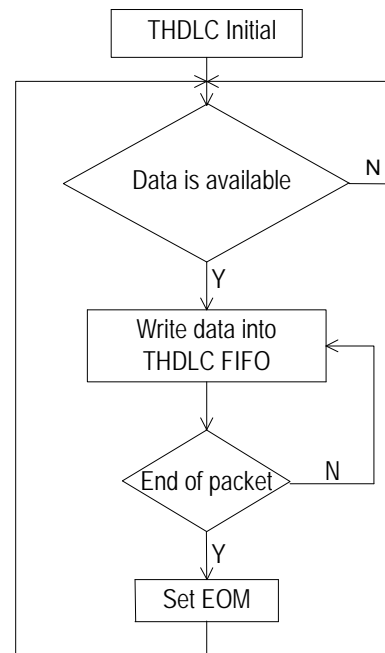 THDLC Initial
Data is available
N
Y
Write data into
THDLC FIFO
End of packet
N
Y
Set EOM